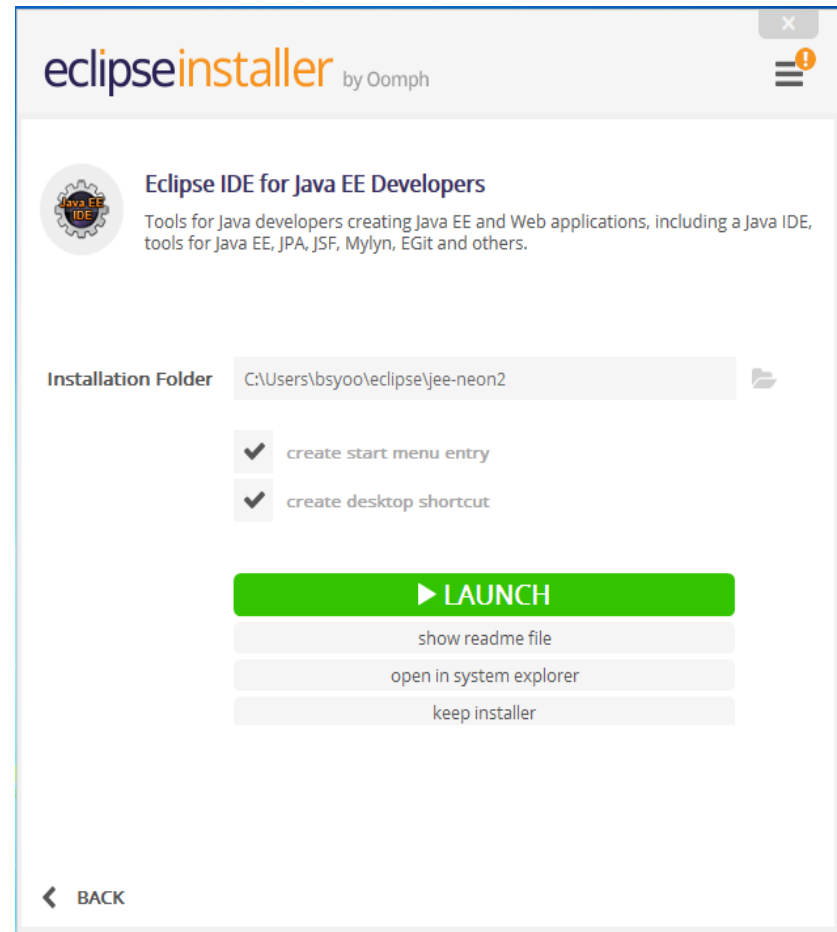 eclipseinstaller by Oomph
Java EE
IDE
Eclipse IDE for Java EE Developers
Tools for Java developers creating Java EE and Web applications, including a Java IDE,
tools for Java EE, JPA, JSF, Mylyn, EGit and others.
Installation Folder C:\Users\bsyoo\eclipse\jee-neon2
create start menu entry
create desktop shortcut
LAUNCH
show readme file
open in system explorer
keep installer
BACK